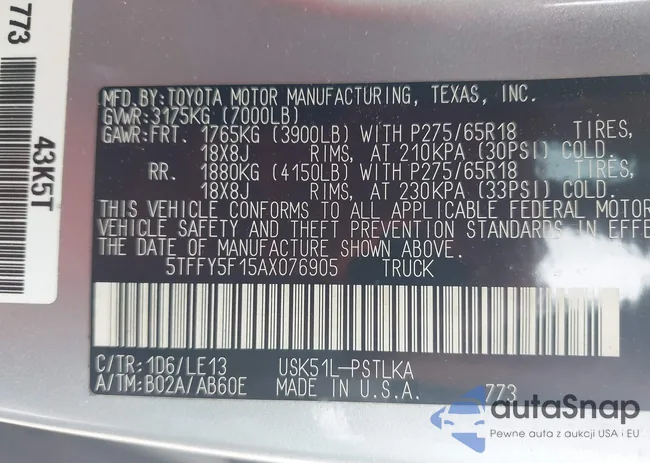 773
43K5T
MFD.BY:TOYOTA MOTOR MANUFACTURING, TEXAS, INC.
GVWR:3175KG (7000LB)
GAWR:FRT. 1765KG (3900LB) WITH P275/65R18 TIRES,
18X8J RIMS, AT 210KPA (30PSI) COLD.
RR. 1880KG (4150LB) WITH P275/65R18 TIRES,
18X8J RIMS, AT 230KPA (33PSI) COLD.
THIS VEHICLE CONFORMS TO ALL APPLICABLE FEDERAL MOTOR
VEHICLE SAFETY AND THEFT PREVENTION STANDARDS IN EFFE
THE DATE OF MANUFACTURE SHOWN ABOVE.
5TFFY5F15AX076905 TRUCK
C/TR:1D6/LE13 USK51L-PSTLKA
A/TM:B02A/AB60E MADE IN U.S.A. 773
autaSnap
Pewne auta z aukcji USA i EU